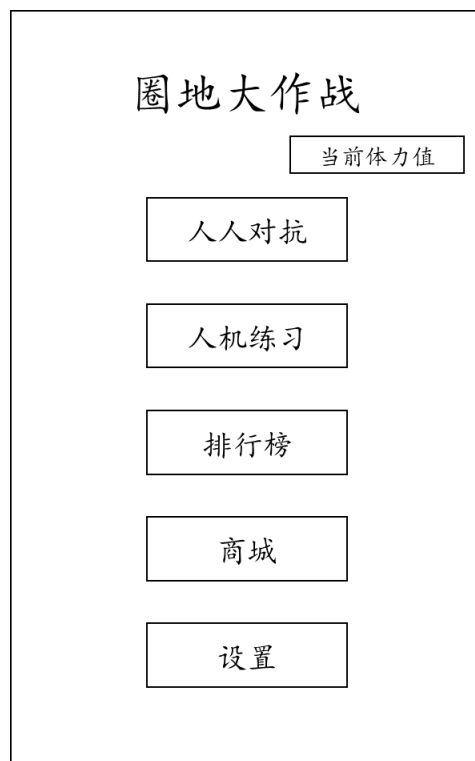 圈地大作战
当前体力值
人人对抗
人机练习
排行榜
商城
设置